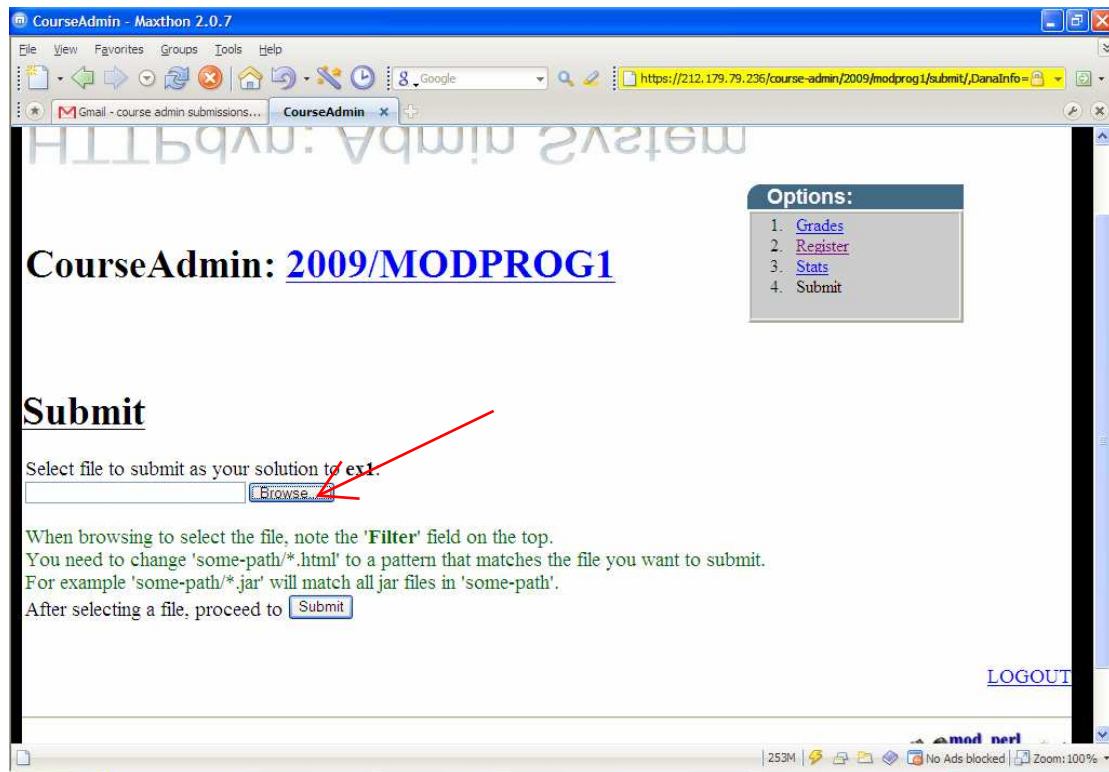 CourseAdmin - Maxthon 2.0.7
File View Favorites Groups Tools Help
Google
https://212.179.79.236/course-admin/2009/modprog1/submit/,DanaInfo=
Gmail - course admin submissions...
CourseAdmin
HTTPdyn: Admin System
Options:
1. Grades
2. Register
3. Stats
4. Submit
CourseAdmin: 2009/MODPROG1
Submit
Select file to submit as your solution to ex1:
Browse...
When browsing to select the file, note the 'Filter' field on the top.
You need to change 'some-path/*.html' to a pattern that matches the file you want to submit.
For example 'some-path/*.jar' will match all jar files in 'some-path'.
After selecting a file, proceed to Submit
LOGOUT
mod_perl
253M
No Ads blocked
Zoom:100%